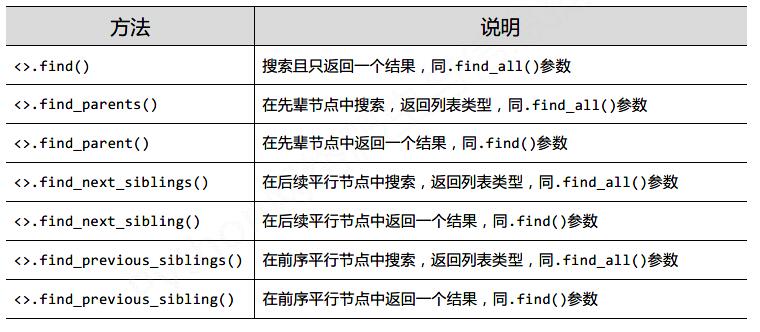 方法 说明
<>.find() 搜索且只返回一个结果，同.find_all()参数
<>.find_parents() 在先辈节点中搜索，返回列表类型，同.find_all()参数
<>.find_parent() 在先辈节点中返回一个结果，同.find()参数
<>.find_next_siblings() 在后续平行节点中搜索，返回列表类型，同.find_all()参数
<>.find_next_sibling() 在后续平行节点中返回一个结果，同.find()参数
<>.find_previous_siblings() 在前序平行节点中搜索，返回列表类型，同.find_all()参数
<>.find_previous_sibling() 在前序平行节点中返回一个结果，同.find()参数